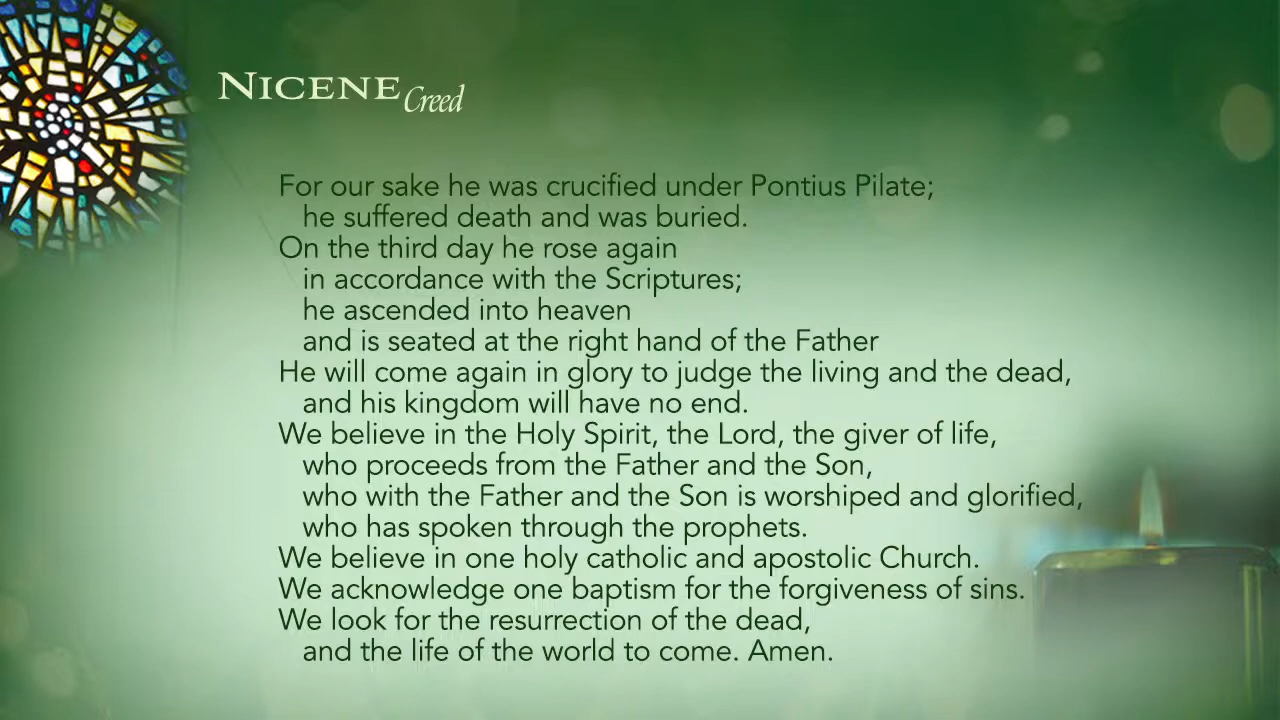 NICENE Creed
For our sake he was crucified under Pontius Pilate;
he suffered death and was buried.
On the third day he rose again
in accordance with the Scriptures;
he ascended into heaven
and is seated at the right hand of the Father
He will come again in glory to judge the living and the dead,
and his kingdom will have no end.
We believe in the Holy Spirit, the Lord, the giver of life,
who proceeds from the Father and the Son,
who with the Father and the Son is worshiped and glorified,
who has spoken through the prophets.
We believe in one holy catholic and apostolic Church.
We acknowledge one baptism for the forgiveness of sins.
We look for the resurrection of the dead,
and the life of the world to come. Amen.